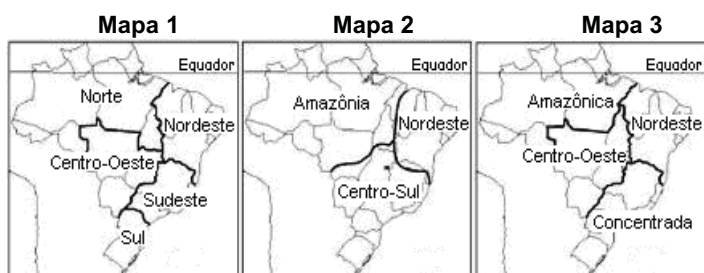 Mapa 1
Equador
Norte
Nordeste
Centro-Oeste
Sudeste
Sul
Mapa 2
Equador
Amazônia
Nordeste
Centro-Sul
Mapa 3
Equador
Amazônica
Nordeste
Centro-Oeste
Concentrada